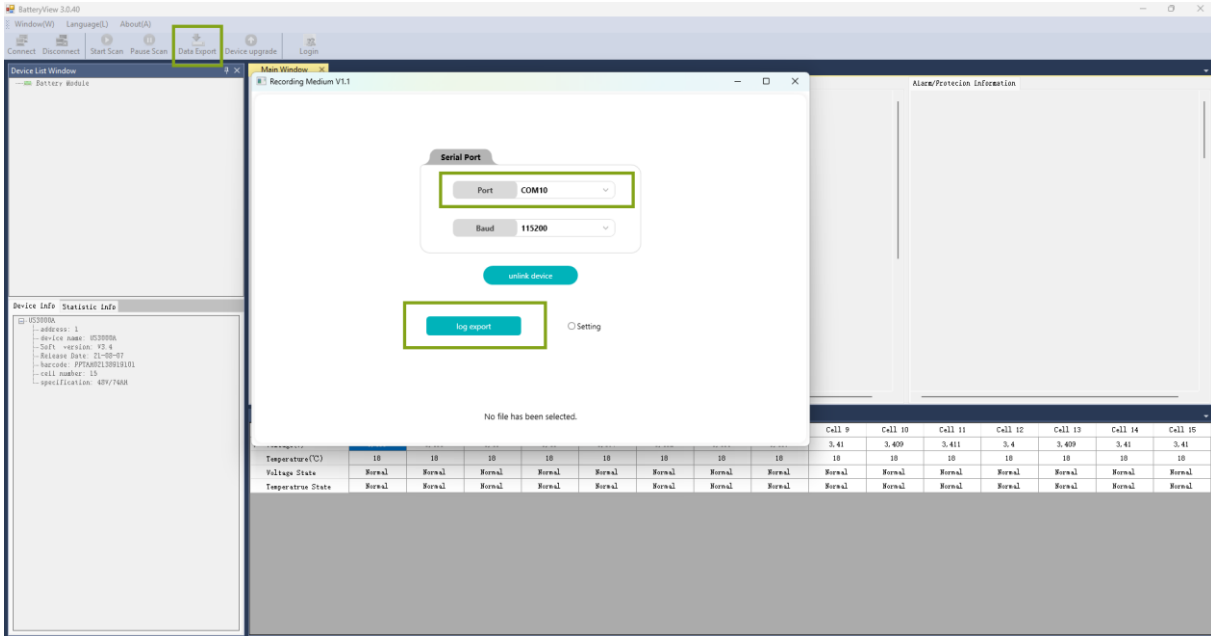 BatteryView 3.0.40
Window(W) Language(L) About(A)
Connect Disconnect Start Scan Pause Scan Data Export Device upgrade Login
Device List Window
Battery Module
Main Window
Recording Medium V1.1
Alarm/Protecion Information
Serial Port
Port COM10
Baud 115200
unlink device
log export Setting
No file has been selected.
Device info Statistic info
US3000A
address: 1
device name: US3000A
Soft version: V3.4
Release Date: 21-08-07
cell number: 15
specification: 48V/74AH
Cell 9 Cell 10 Cell 11 Cell 12 Cell 13 Cell 14 Cell 15
3.41 3.409 3.411 3.4 3.409 3.41 3.41
Temperature(℃) 18 18 18 18 18 18 18 18 18 18 18 18 18 18 18
Voltage State Normal Normal Normal Normal Normal Normal Normal Normal Normal Normal Normal Normal Normal Normal Normal
Temperatrue State Normal Normal Normal Normal Normal Normal Normal Normal Normal Normal Normal Normal Normal Normal Normal